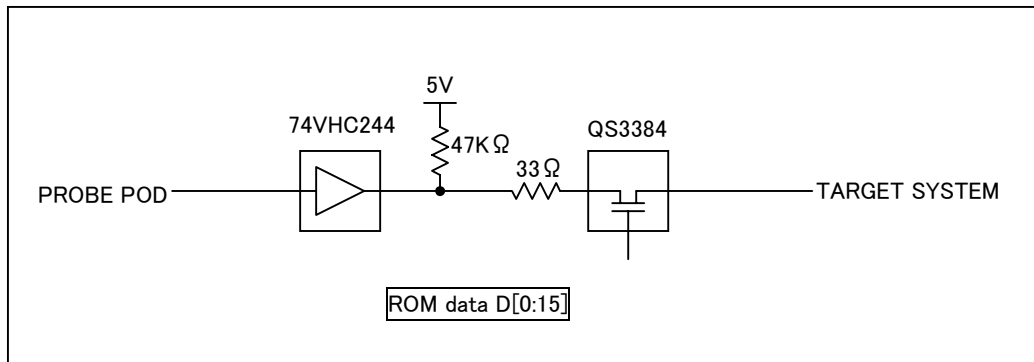 5V
74VHC244
47KΩ
QS3384
33Ω
PROBE POD
TARGET SYSTEM
ROM data D[0:15]